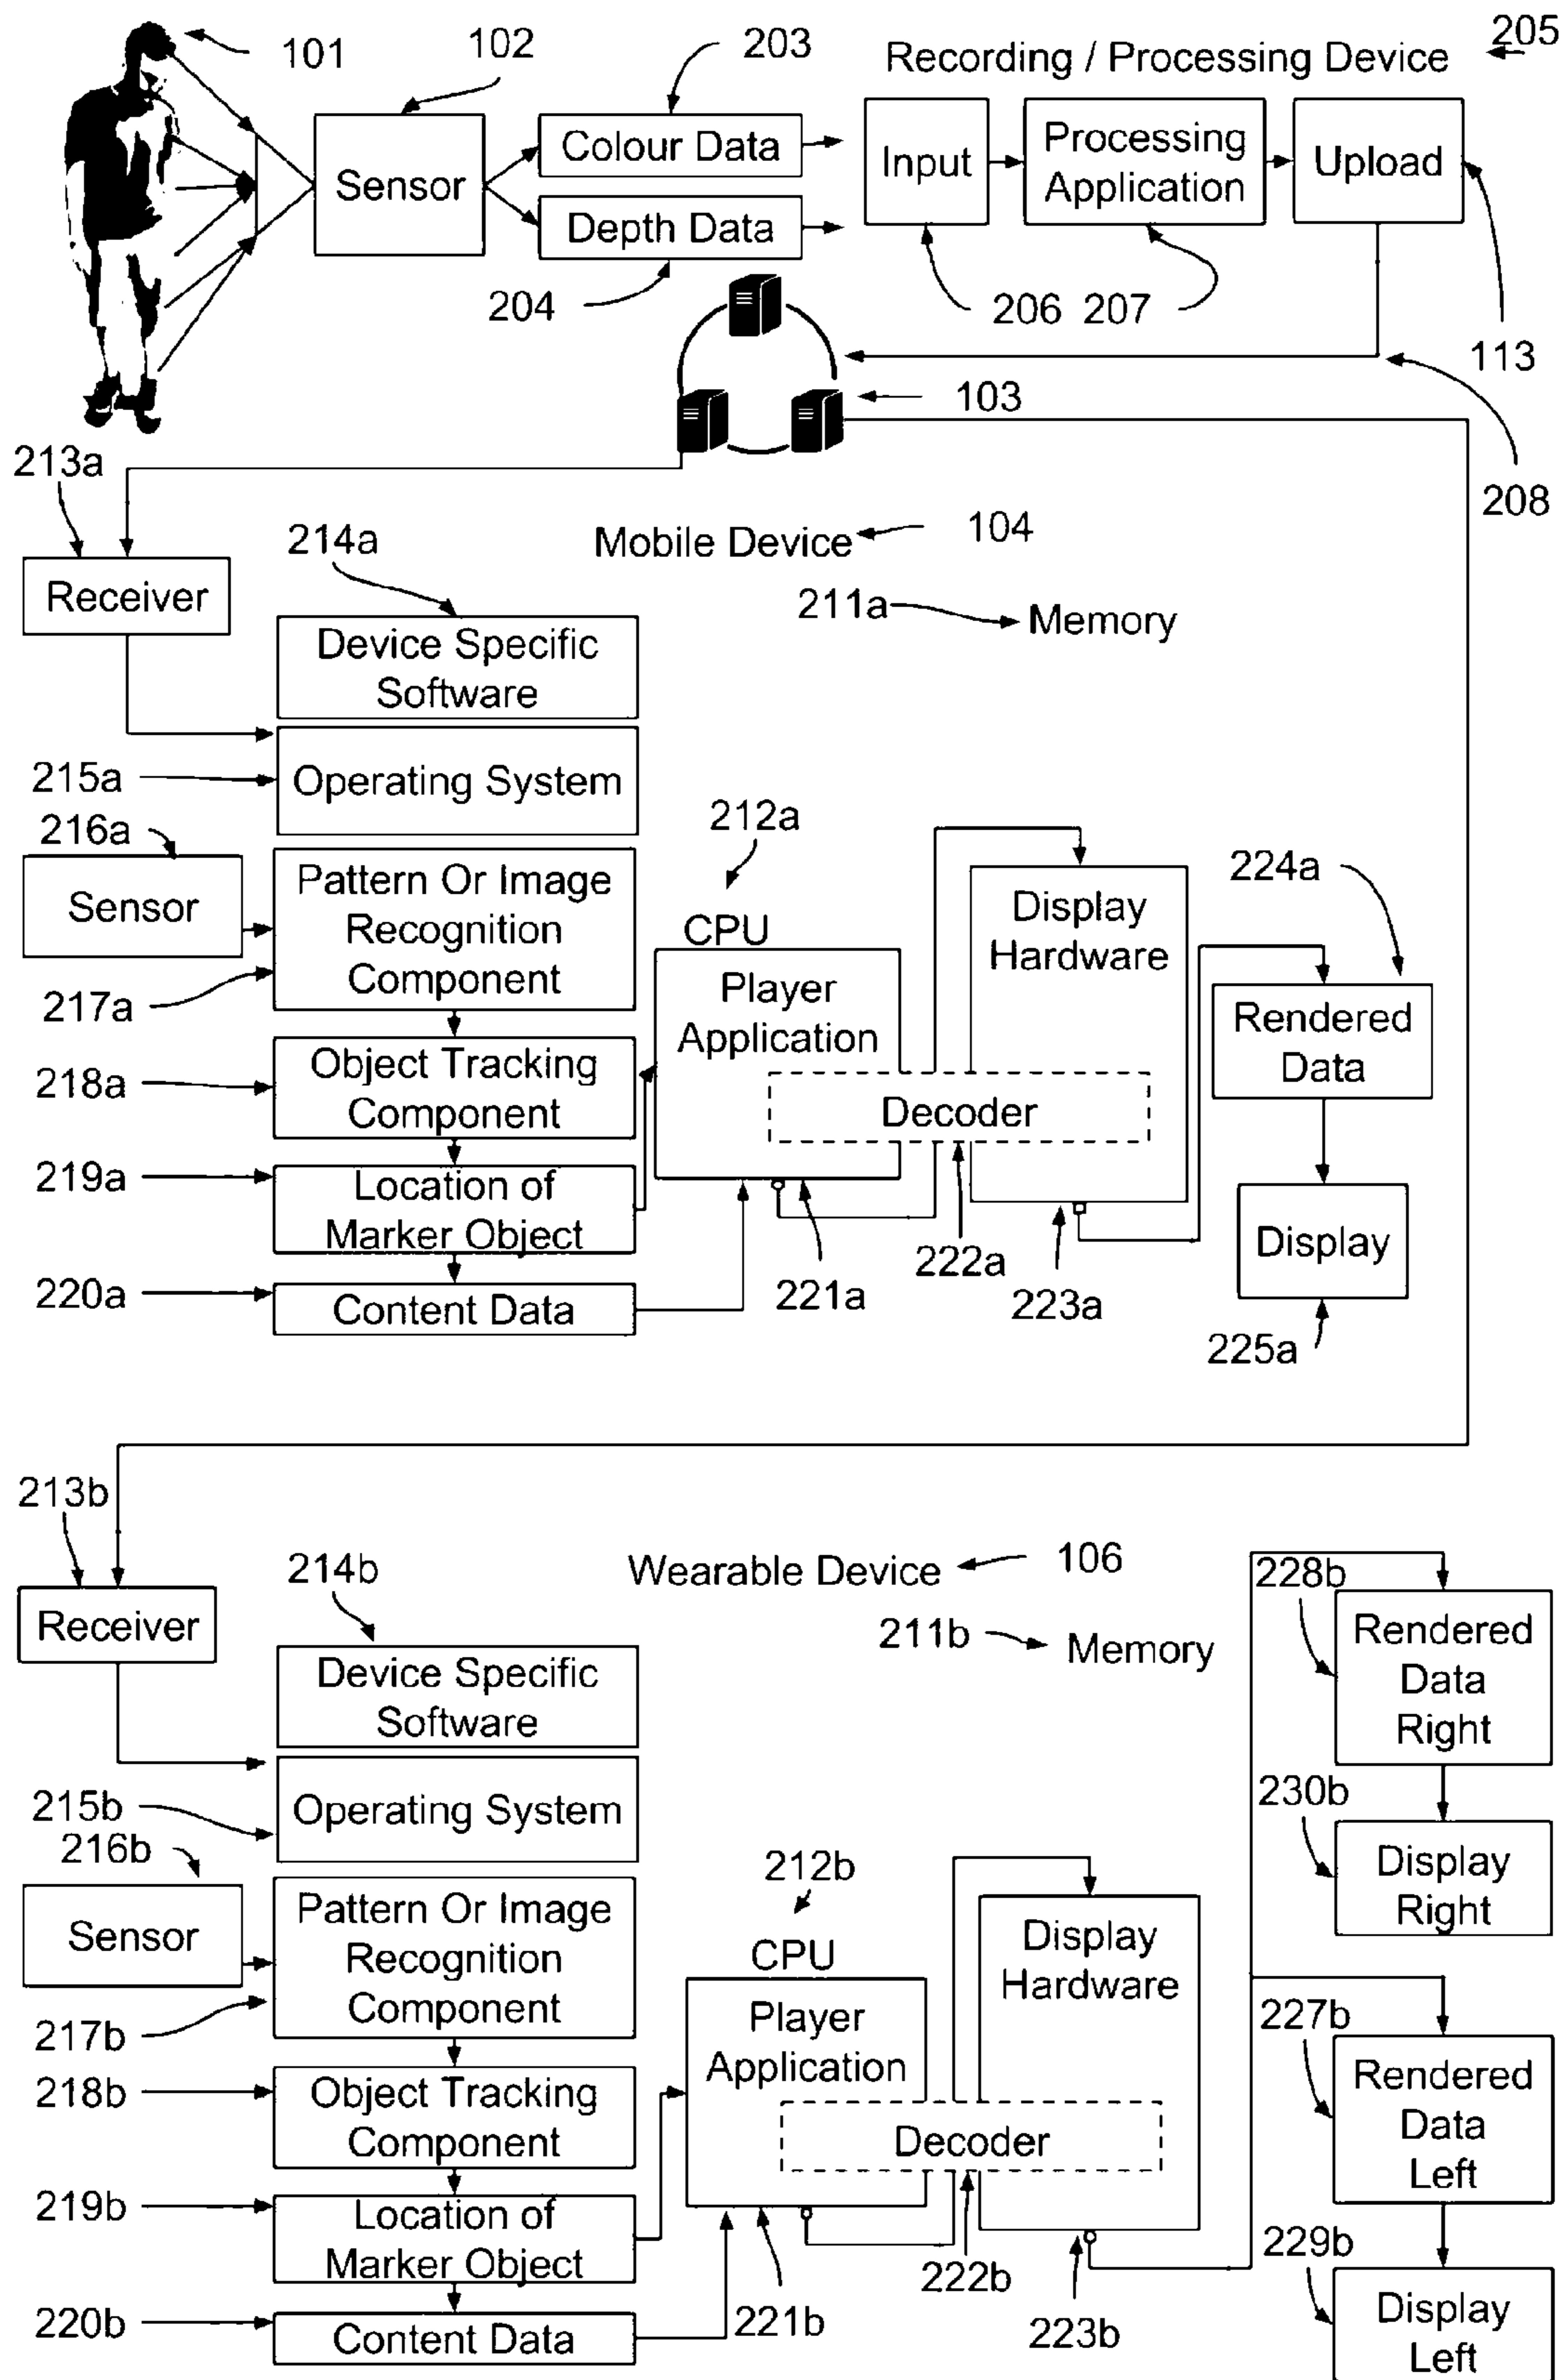 101
102
203
Recording / Processing Device
205
Sensor
Colour Data
Depth Data
Input
Processing
Application
Upload
204
206
207
113
103
208
213a
214a
Mobile Device
104
211a
Memory
Receiver
Device Specific
Software
215a
Operating System
216a
Sensor
Pattern Or Image
Recognition
Component
217a
212a
CPU
Player
Application
Display
Hardware
224a
Rendered
Data
218a
Object Tracking
Component
Decoder
219a
Location of
Marker Object
222a
Display
220a
Content Data
221a
223a
225a
213b
214b
Wearable Device
106
211b
Memory
228b
Receiver
Device Specific
Software
Rendered
Data
Right
215b
Operating System
230b
Display
Right
216b
Sensor
Pattern Or Image
Recognition
Component
217b
212b
CPU
Player
Application
Display
Hardware
227b
Rendered
Data
Left
218b
Object Tracking
Component
Decoder
219b
Location of
Marker Object
222b
229b
Display
Left
220b
Content Data
221b
223b